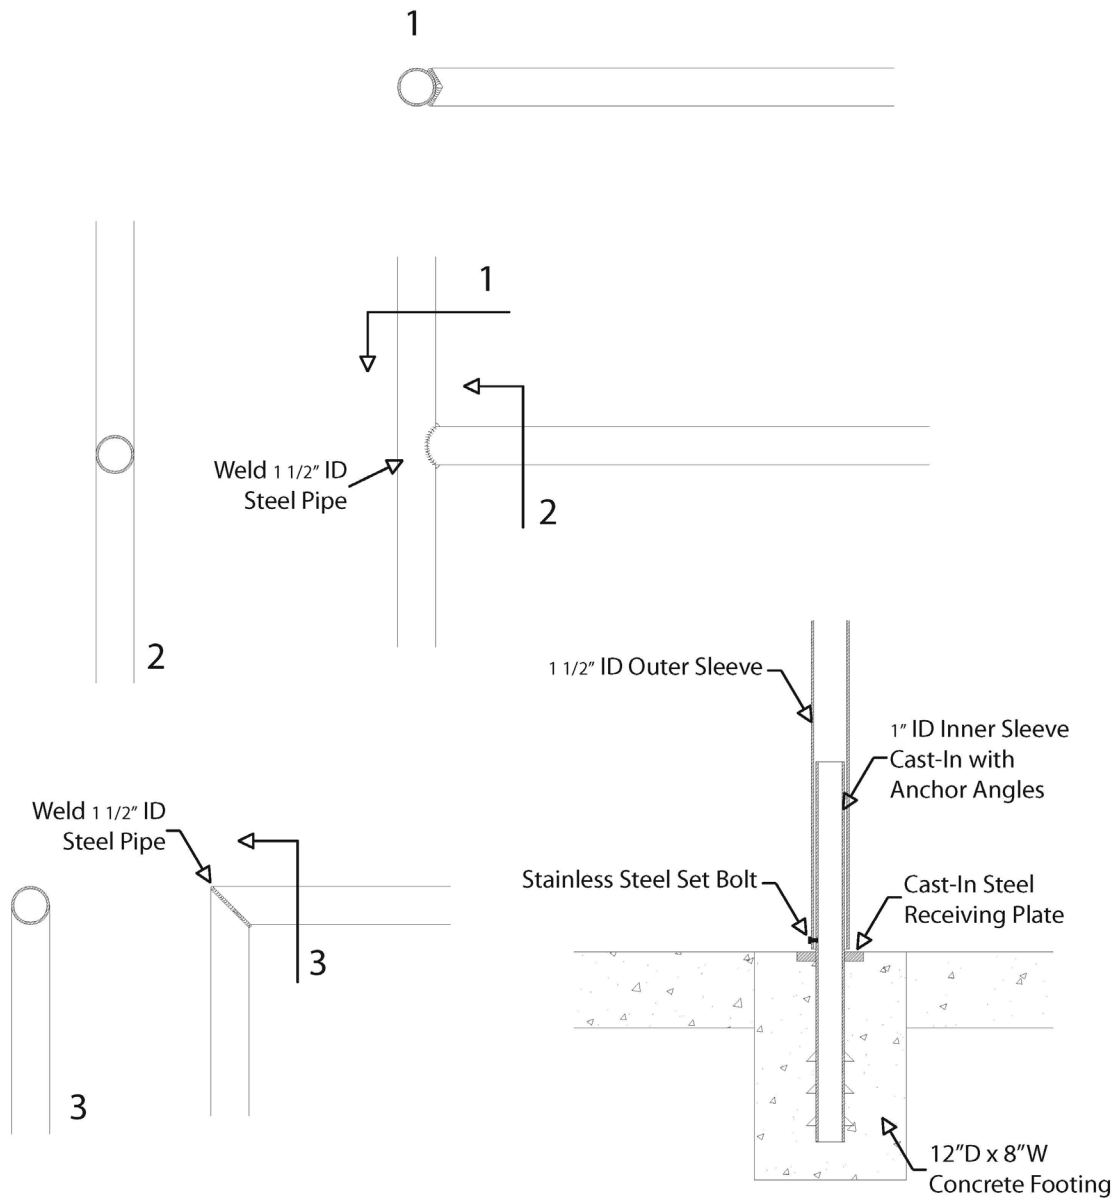 1
1
Weld 1 1/2” ID
Steel Pipe
2
2
1 1/2” ID Outer Sleeve
1” ID Inner Sleeve
Cast-In with
Anchor Angles
Weld 1 1/2” ID
Steel Pipe
Stainless Steel Set Bolt
Cast-In Steel
Receiving Plate
3
3
12”D x 8”W
Concrete Footing